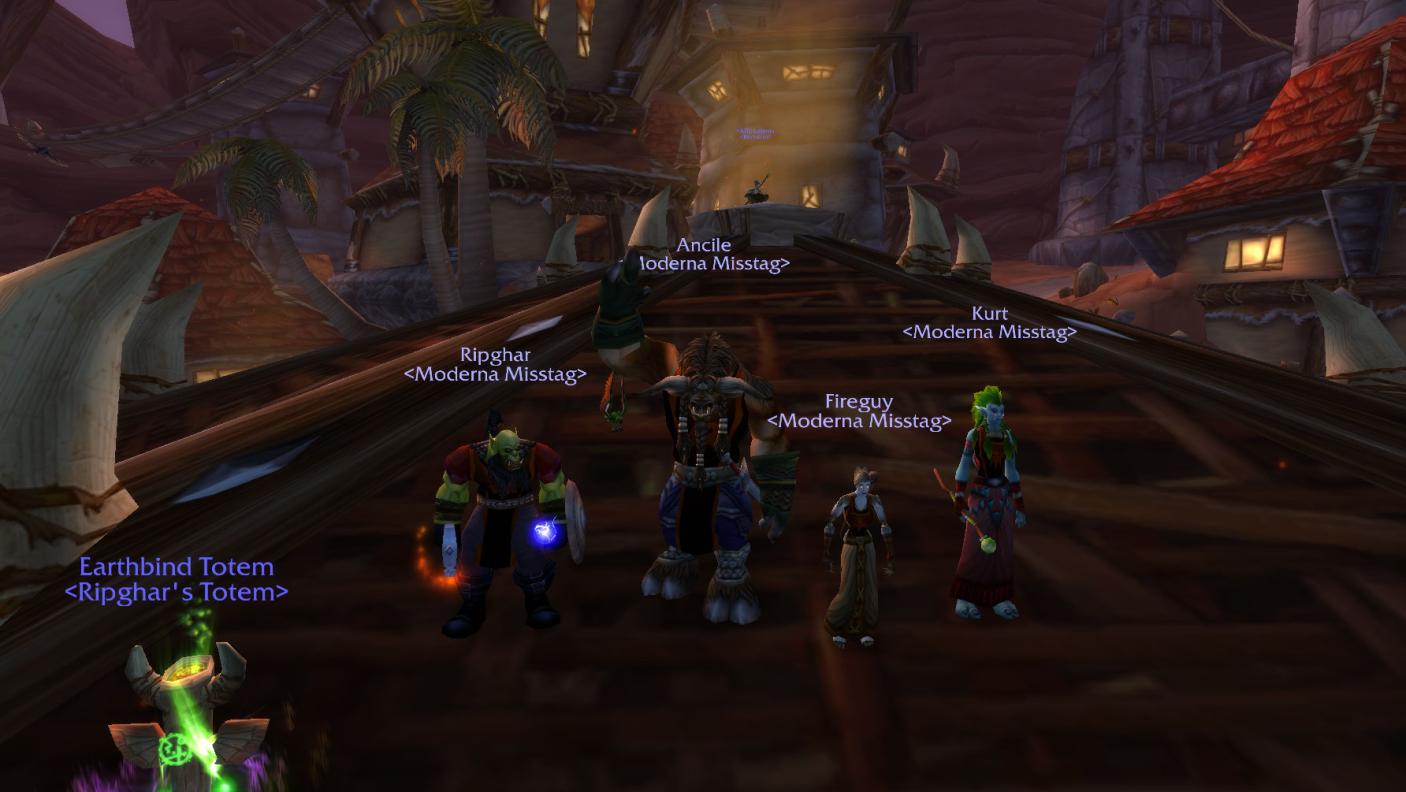 Ancile
Moderna Misstag>
Kurt
<Moderna Misstag>
Ripghar
<Moderna Misstag>
Fireguy
<Moderna Misstag>
Earthbind Totem
<Ripghar's Totem>